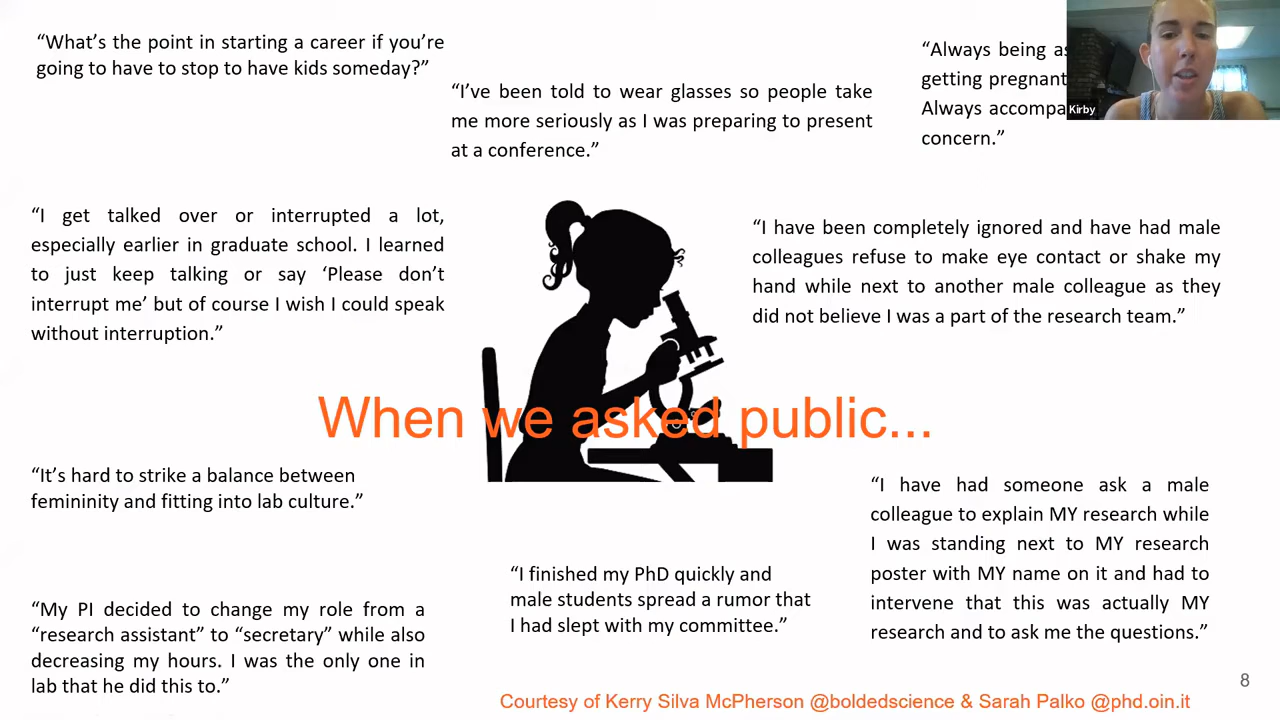 “What’s the point in starting a career if you’re
going to have to stop to have kids someday?”
“I’ve been told to wear glasses so people take
me more seriously as I was preparing to present
at a conference.”
“Always being
getting pregnant
Always
concern.”
Kirby
“I get talked over or interrupted a lot,
especially earlier in graduate school. I learned
to just keep talking or say ‘Please don’t
interrupt me’ but of course I wish I could speak
without interruption.”
“I have been completely ignored and have had male
colleagues refuse to make eye contact or shake my
hand while next to another male colleague as they
did not believe I was a part of the research team.”
When we asked public...
“It’s hard to strike a balance between
femininity and fitting into lab culture.”
“I have had someone ask a male
colleague to explain MY research while
I was standing next to MY research
poster with MY name on it and had to
intervene that this was actually MY
research and to ask me the questions.”
“I finished my PhD quickly and
male students spread a rumor that
I had slept with my committee.”
“My PI decided to change my role from a
“research assistant” to “secretary” while also
decreasing my hours. I was the only one in
lab that he did this to.”
Courtesy of Kerry Silva McPherson @boldedscience & Sarah Palko @phd.oin.it
8